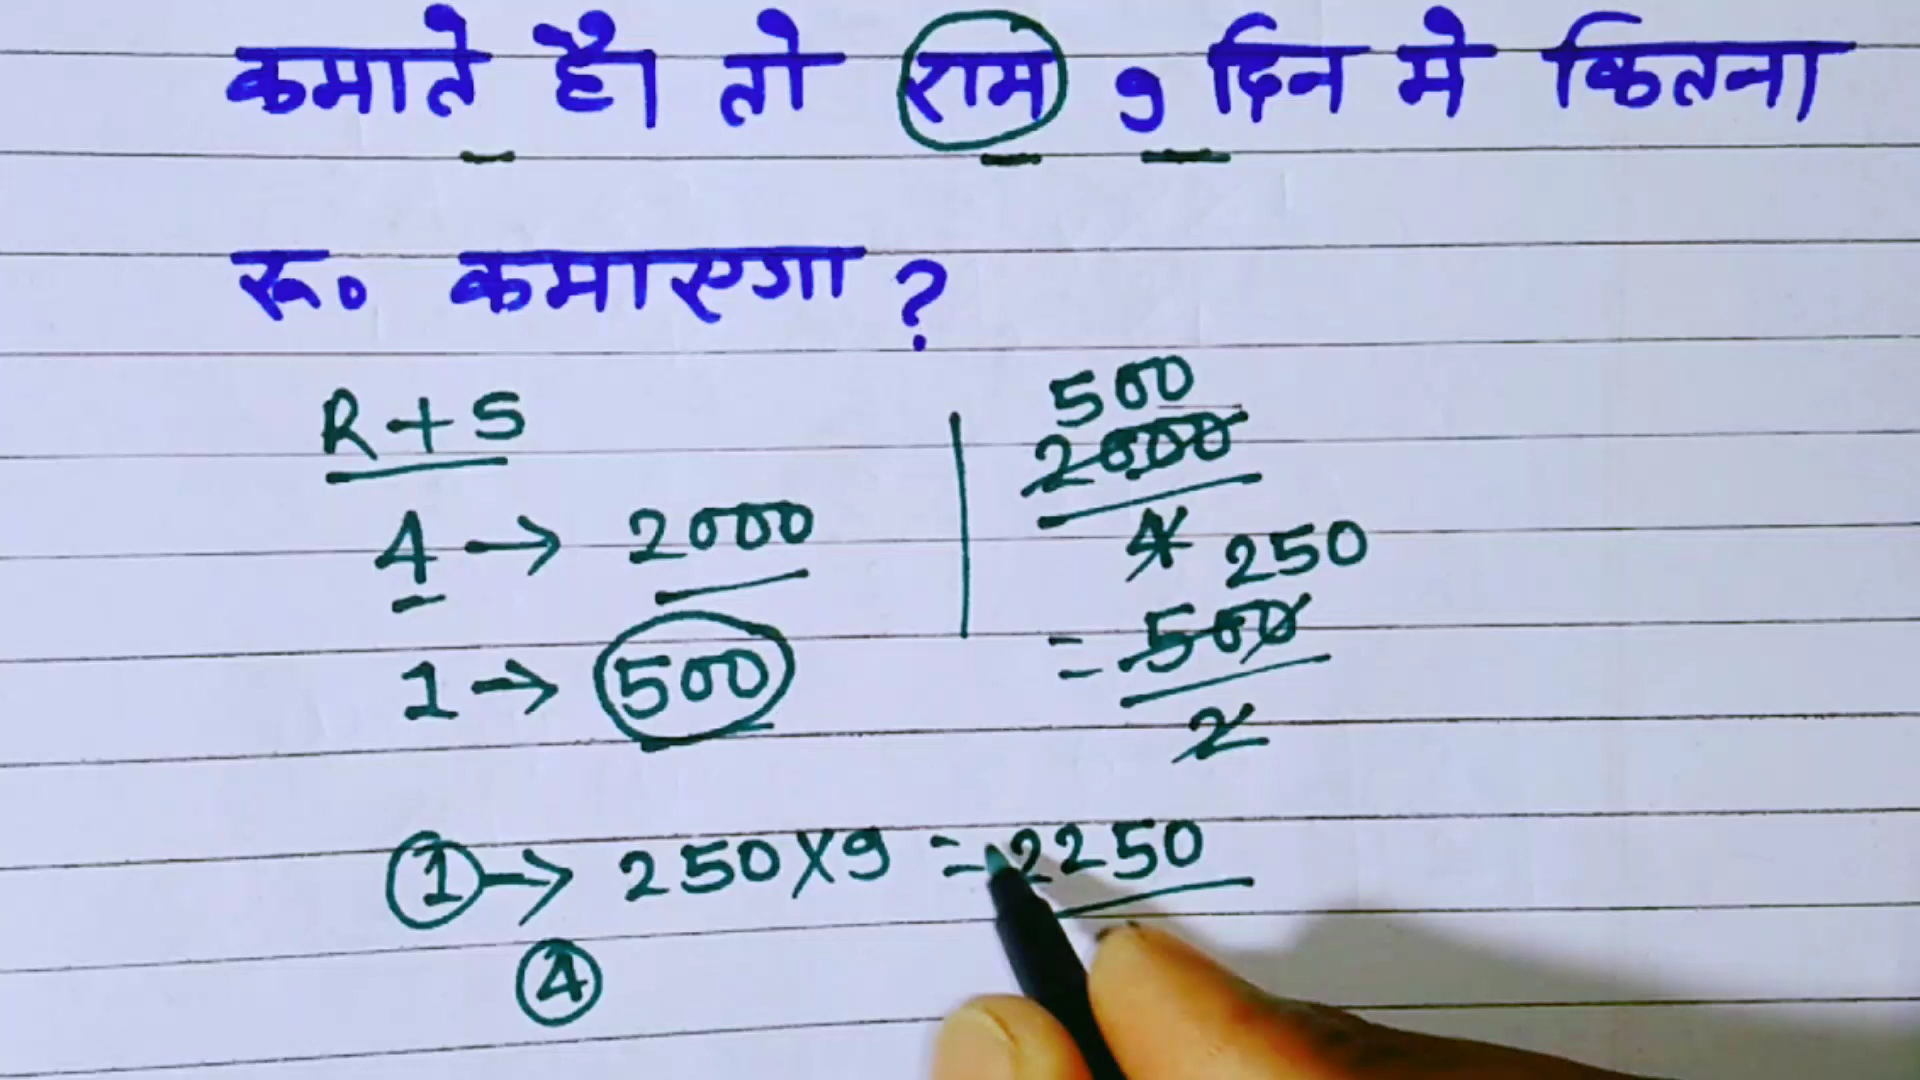 कमाते है। तो राम 9 दिन मे कितना
रू० कमाएगा ?
R + S
4 → 2000
1 → 500
500
2000
4
250
= 500
2
1 → 250 X 9 = 2250
4